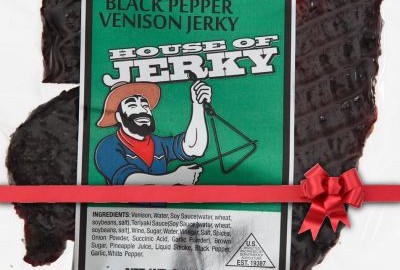 BLACK PEPPER
VENISON JERKY
HOUSE OF
JERKY
INGREDIENTS: Venison, Water, Soy Sauce(water, wheat,
soybeans, salt), Teriyaki Sauce(Soy Sauce(water, wheat,
soybeans, salt), Wine, Sugar, Water, Vinegar, Salt, Spices,
Onion Powder, Succinic Acid, Garlic Powder), Brown
Sugar, Pineapple Juice, Liquid Smoke, Black Pepper,
Garlic, White Pepper.
U.S.
EST. 19387